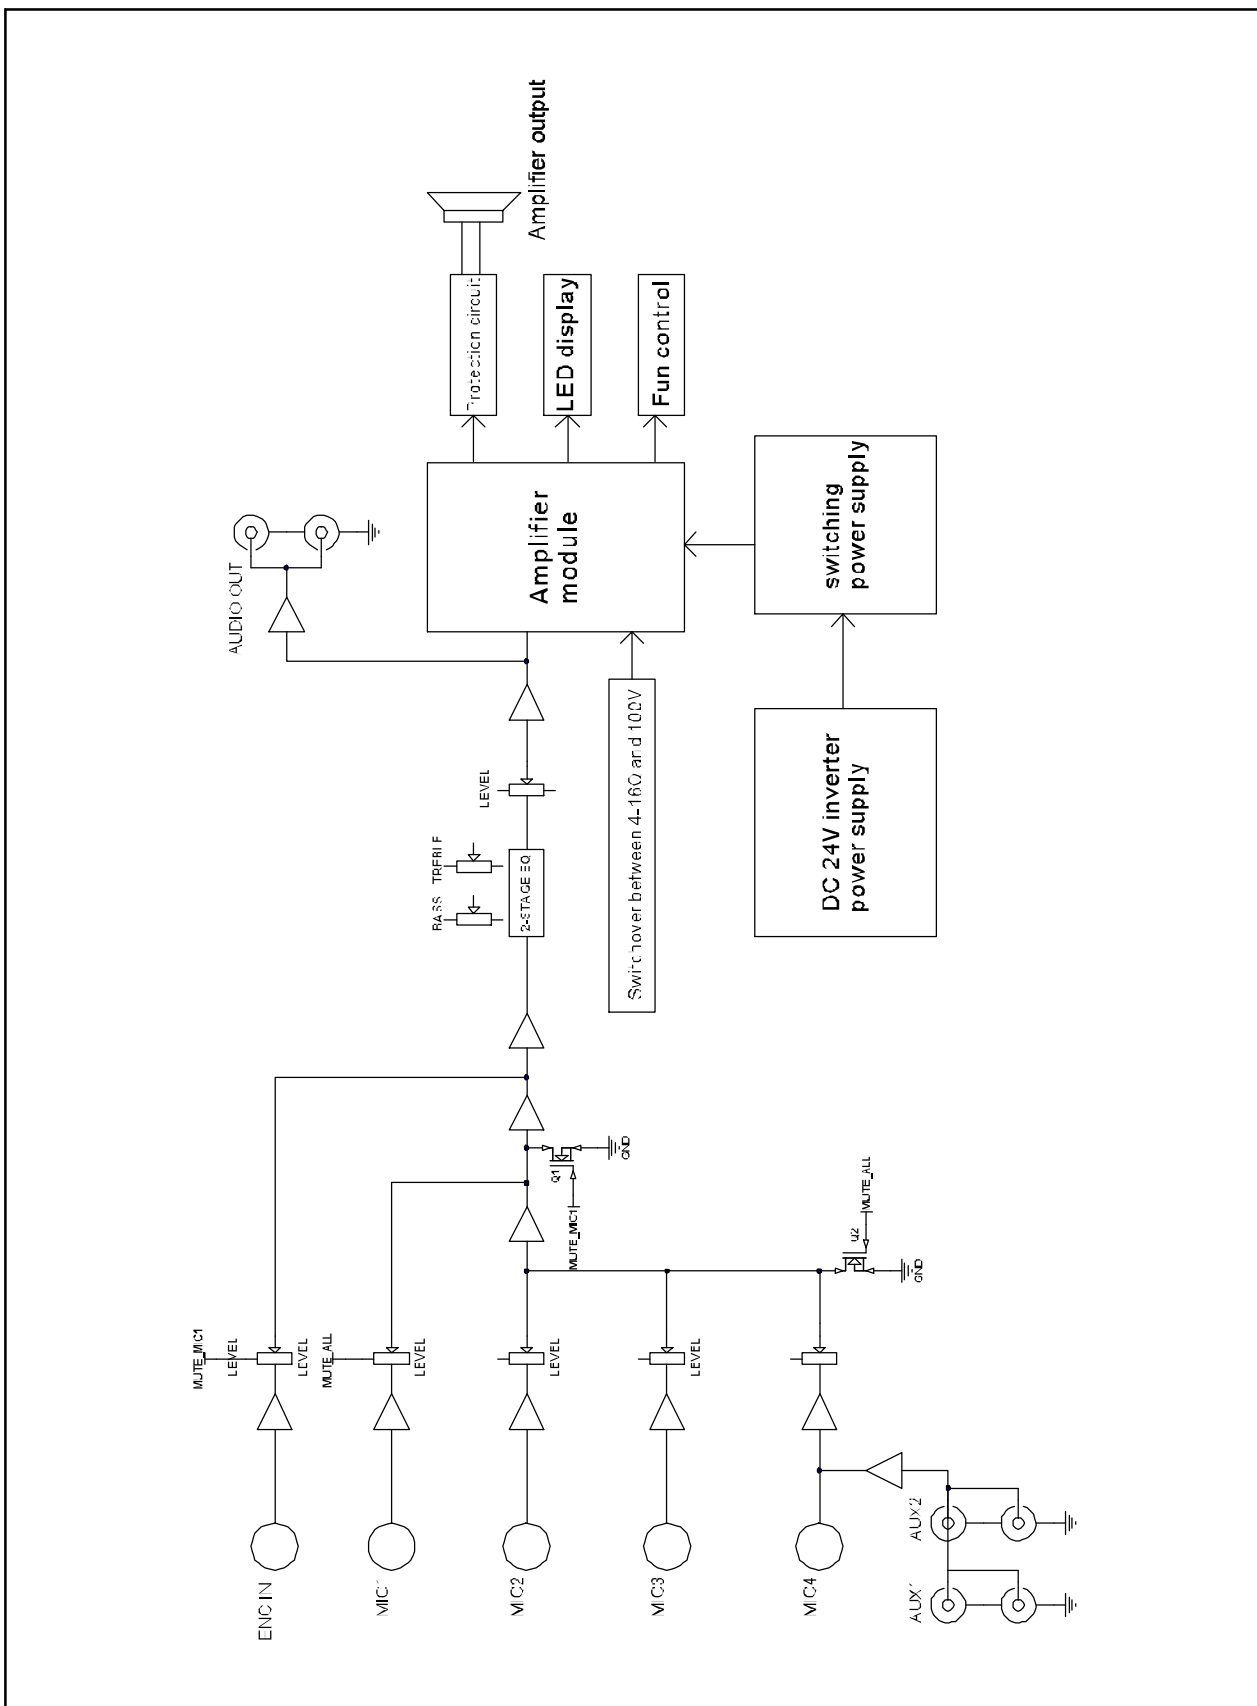 ENC IN
MUTE_MIC1
LEVEL
LEVEL
MUTE_ALL
LEVEL
MIC1
MIC2
LEVEL
MIC3
LEVEL
MIC4
AUX1
AUX2
Q1
MUTE_MIC1
GND
Q2
MUTE_ALL
GND
BASS TREBLE
2-STAGE EQ
LEVEL
AUDIO OUT
Amplifier
module
Switchover between 4-16Ω and 100V
DC 24V inverter
power supply
switching
power supply
Protection circuit
LED display
Fun control
Amplifier output